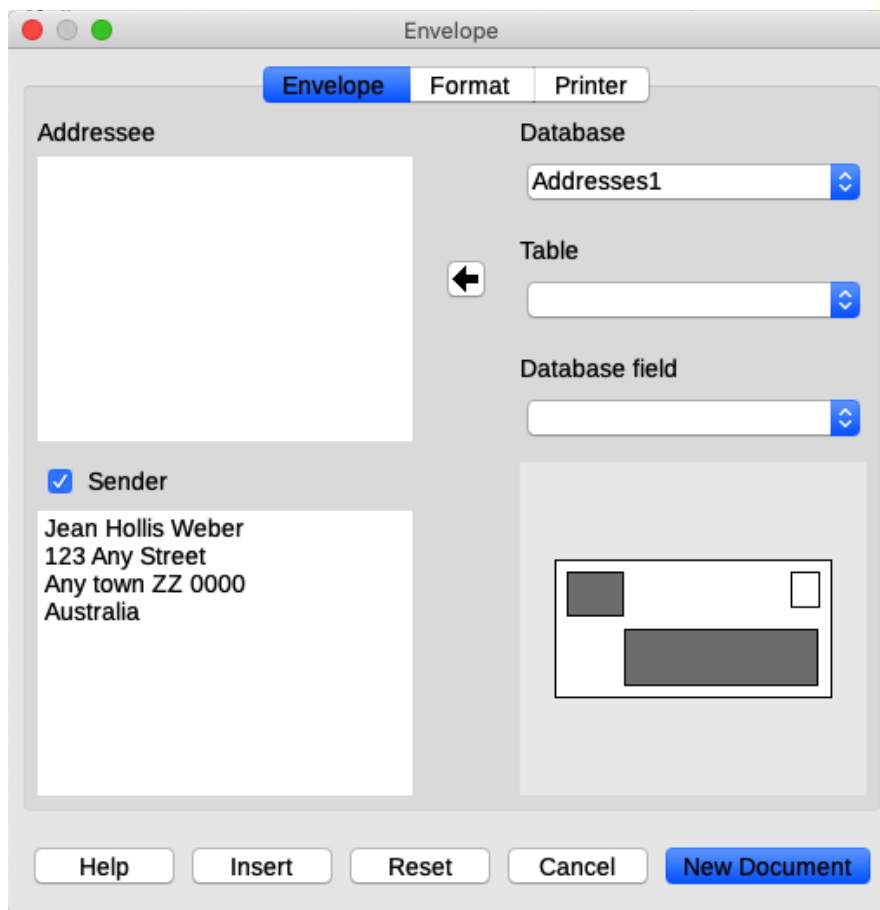 Envelope
Envelope Format Printer
Addressee
Database
Addresses1
Table
Database field
Sender
Jean Hollis Weber
123 Any Street
Any town ZZ 0000
Australia
Help Insert Reset Cancel New Document